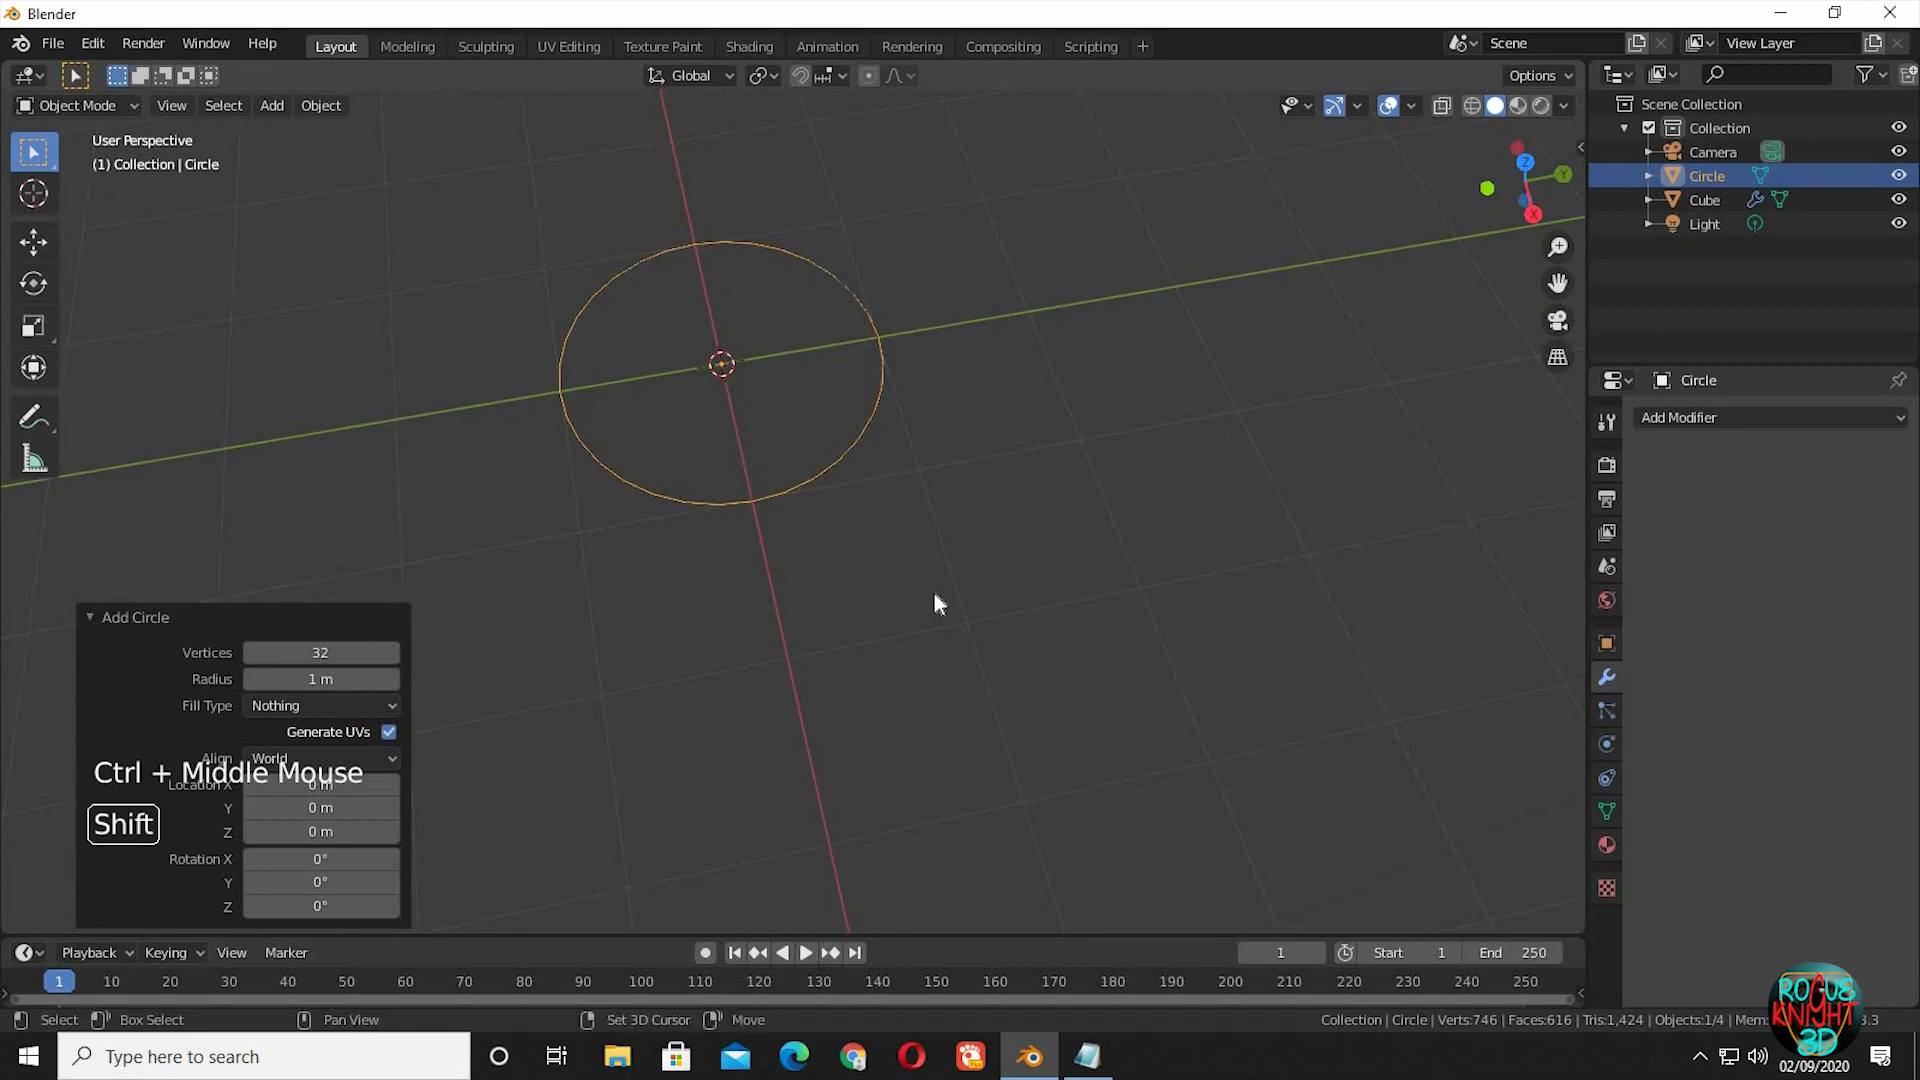 Blender
File Edit Render Window Help Layout Modeling Sculpting UV Editing Texture Paint Shading Animation Rendering Compositing Scripting + Scene View Layer
Global Options
Object Mode View Select Add Object
User Perspective
(1) Collection | Circle
Z
Y
X
Scene Collection
Collection
Camera
Circle
Cube
Light
Circle
Add Modifier
Add Circle
Vertices 32
Radius 1 m
Fill Type Nothing
Generate UVs
Align World
Ctrl + Middle Mouse
Location X 0 m
Y 0 m
Shift
Z 0 m
Rotation X 0°
Y 0°
Z 0°
Playback Keying View Marker 1 Start 1 End 250
1 10 20 30 40 50 60 70 80 90 100 110 120 130 140 150 160 170 180 190 200 210 220 230 240 250
Select Box Select Pan View Set 3D Cursor Move Collection | Circle | Verts:746 | Faces:616 | Tris:1,424 | Objects:1/4 | Mem:
ROGUE
KNIGHT
3D
Type here to search
02/09/2020